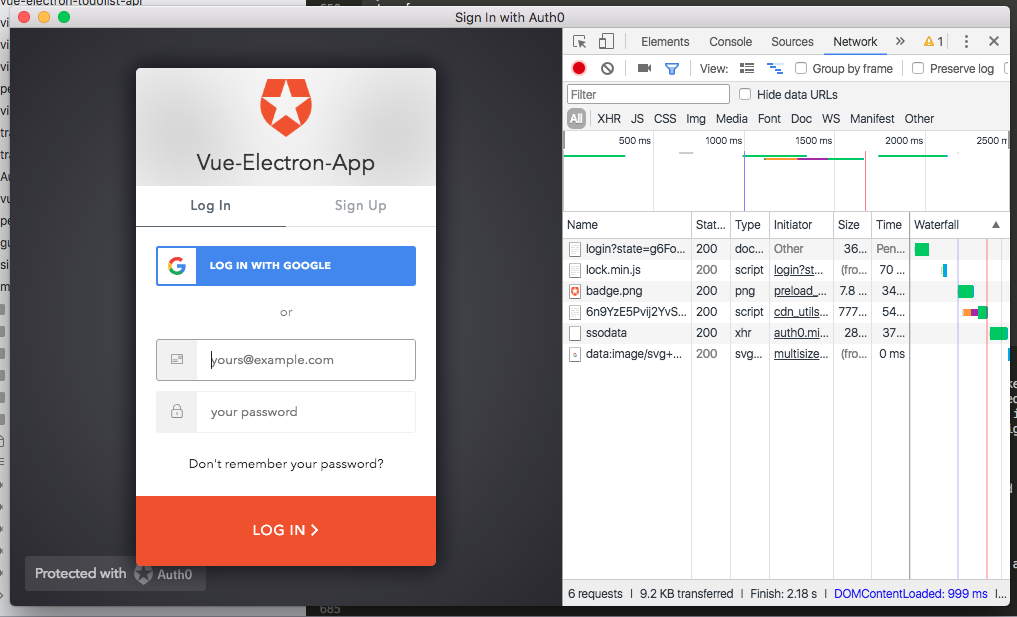 vue-electron-todolist-api
Sign In with Auth0
Vue-Electron-App
Log In
Sign Up
LOG IN WITH GOOGLE
or
yours@example.com
your password
Don't remember your password?
LOG IN
Protected with Auth0
Elements Console Sources Network » 1
View: Group by frame Preserve log
Filter Hide data URLs
All XHR JS CSS Img Media Font Doc WS Manifest Other
500 ms 1000 ms 1500 ms 2000 ms 2500 m
Name Stat... Type Initiator Size Time Waterfall
login?state=g6Fo... 200 doc... Other 36... Pen...
lock.min.js 200 script login?st... (fro... 70 ...
badge.png 200 png preload_... 7.8 ... 34...
6n9YzE5Pvij2YvS... 200 script cdn_utils... 777... 54...
ssodata 200 xhr auth0.mi... 28... 37...
data:image/svg+... 200 svg... multisize... (fro... 0 ms
6 requests | 9.2 KB transferred | Finish: 2.18 s | DOMContentLoaded: 999 ms | l...
685